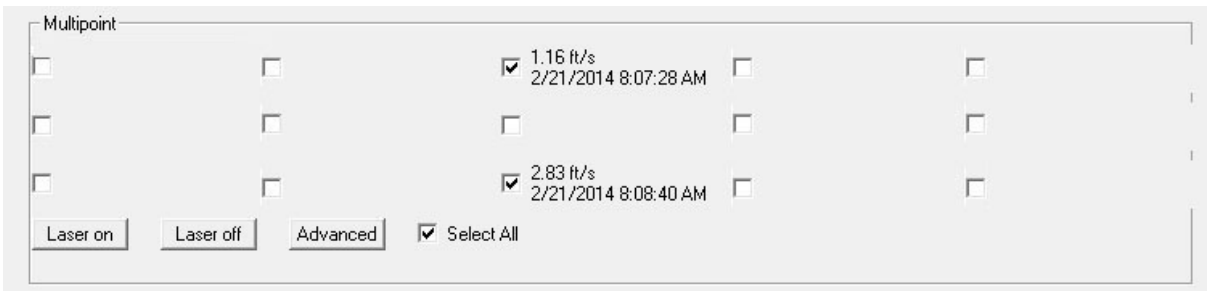 Multipoint
1.16 ft/s
2/21/2014 8:07:28 AM
2.83 ft/s
2/21/2014 8:08:40 AM
Laser on Laser off Advanced Select All